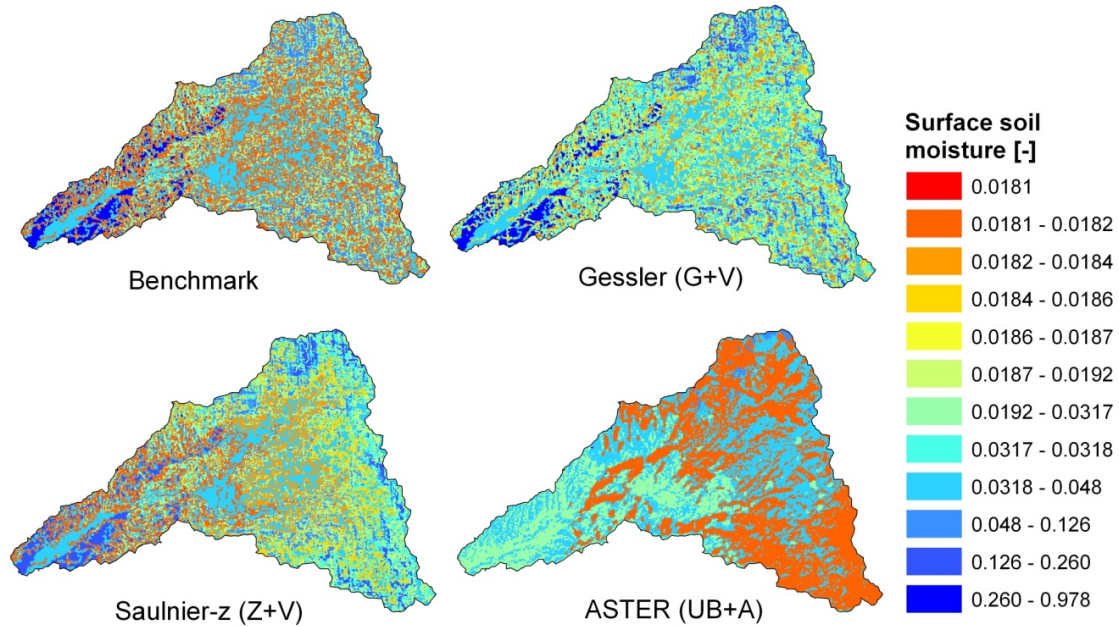 Benchmark
Gessler (G+V)
Saulnier-z (Z+V)
ASTER (UB+A)
Surface soil
moisture [-]
0.0181
0.0181 - 0.0182
0.0182 - 0.0184
0.0184 - 0.0186
0.0186 - 0.0187
0.0187 - 0.0192
0.0192 - 0.0317
0.0317 - 0.0318
0.0318 - 0.048
0.048 - 0.126
0.126 - 0.260
0.260 - 0.978